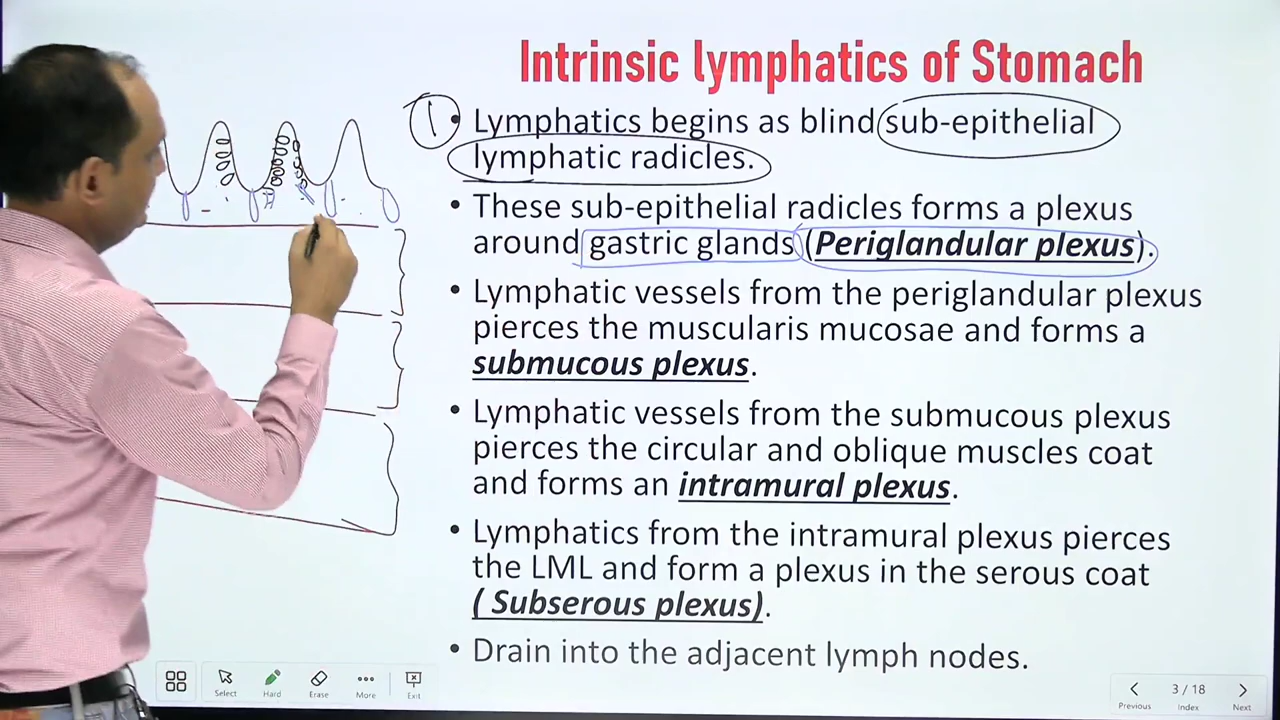 Intrinsic lymphatics of Stomach
1
• Lymphatics begins as blind sub-epithelial
lymphatic radicles.
• These sub-epithelial radicles forms a plexus
around gastric glands (Periglandular plexus).
• Lymphatic vessels from the periglandular plexus
pierces the muscularis mucosae and forms a
submucous plexus.
• Lymphatic vessels from the submucous plexus
pierces the circular and oblique muscles coat
and forms an intramural plexus.
• Lymphatics from the intramural plexus pierces
the LML and form a plexus in the serous coat
( Subserous plexus).
• Drain into the adjacent lymph nodes.
Select Hard Erase More Exit
3 / 18
Previous Index Next